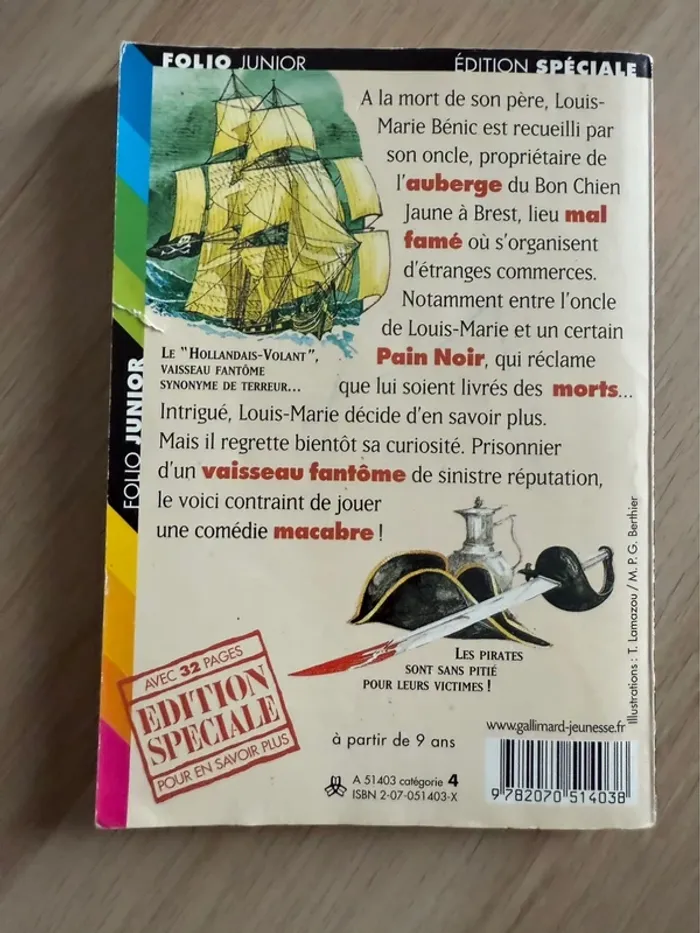 FOLIO JUNIOR
ÉDITION SPÉCIALE
A la mort de son père, Louis-
Marie Bénic est recueilli par
son oncle, propriétaire de
l'auberge du Bon Chien
Jaune à Brest, lieu mal
famé où s'organisent
d'étranges commerces.
Notamment entre l'oncle
de Louis-Marie et un certain
Pain Noir, qui réclame
que lui soient livrés des morts...
Intrigué, Louis-Marie décide d'en savoir plus.
Mais il regrette bientôt sa curiosité. Prisonnier
d'un vaisseau fantôme de sinistre réputation,
le voici contraint de jouer
une comédie macabre !
LE "HOLLANDAIS-VOLANT",
VAISSEAU FANTÔME
SYNONYME DE TERREUR...
FOLIO JUNIOR
LES PIRATES
SONT SANS PITIÉ
POUR LEURS VICTIMES !
Illustrations : T. Lamazou / M. P. G. Berthier
AVEC 32 PAGES
EDITION
SPECIALE
POUR EN SAVOIR PLUS
www.gallimard-jeunesse.fr
à partir de 9 ans
A 51403 catégorie 4
ISBN 2-07-051403-X
9 782070 514038